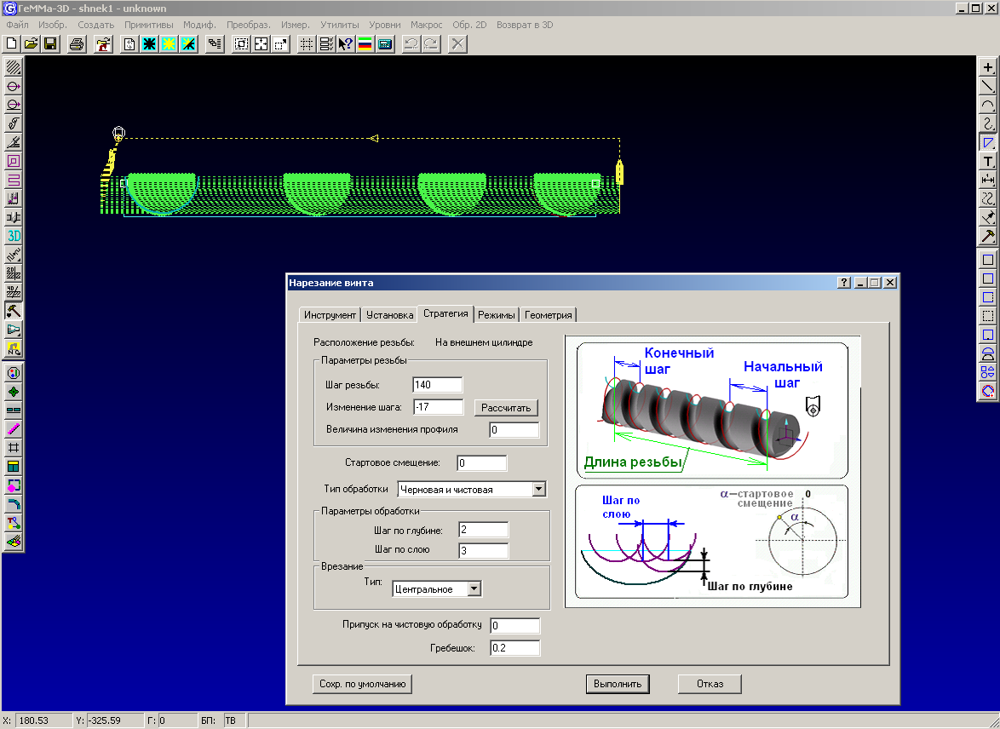 ГеММа-3D - shnek1 - unknown
Файл Изобр. Создать Примитивы Модиф. Преобраз. Измер. Утилиты Уровни Макрос Обр. 2D Возврат в 3D
Нарезание винта
Инструмент Установка Стратегия Режимы Геометрия
Расположение резьбы: На внешнем цилиндре
Параметры резьбы
Шаг резьбы: 140
Изменение шага: -17 Рассчитать
Величина изменения профиля 0
Стартовое смещение: 0
Тип обработки Черновая и чистовая
Параметры обработки
Шаг по глубине: 2
Шаг по слою 3
Врезание
Тип: Центральное
Припуск на чистовую обработку 0
Гребешок: 0.2
Конечный
шаг
Начальный
шаг
Длина резьбы
Шаг по
слою
α—стартовое
смещение
0
α
Шаг по глубине
Сохр. по умолчанию Выполнить Отказ
3D
2D
4D
T
X: 180.53 Y: -325.59 Г: 0 БП: ТВ